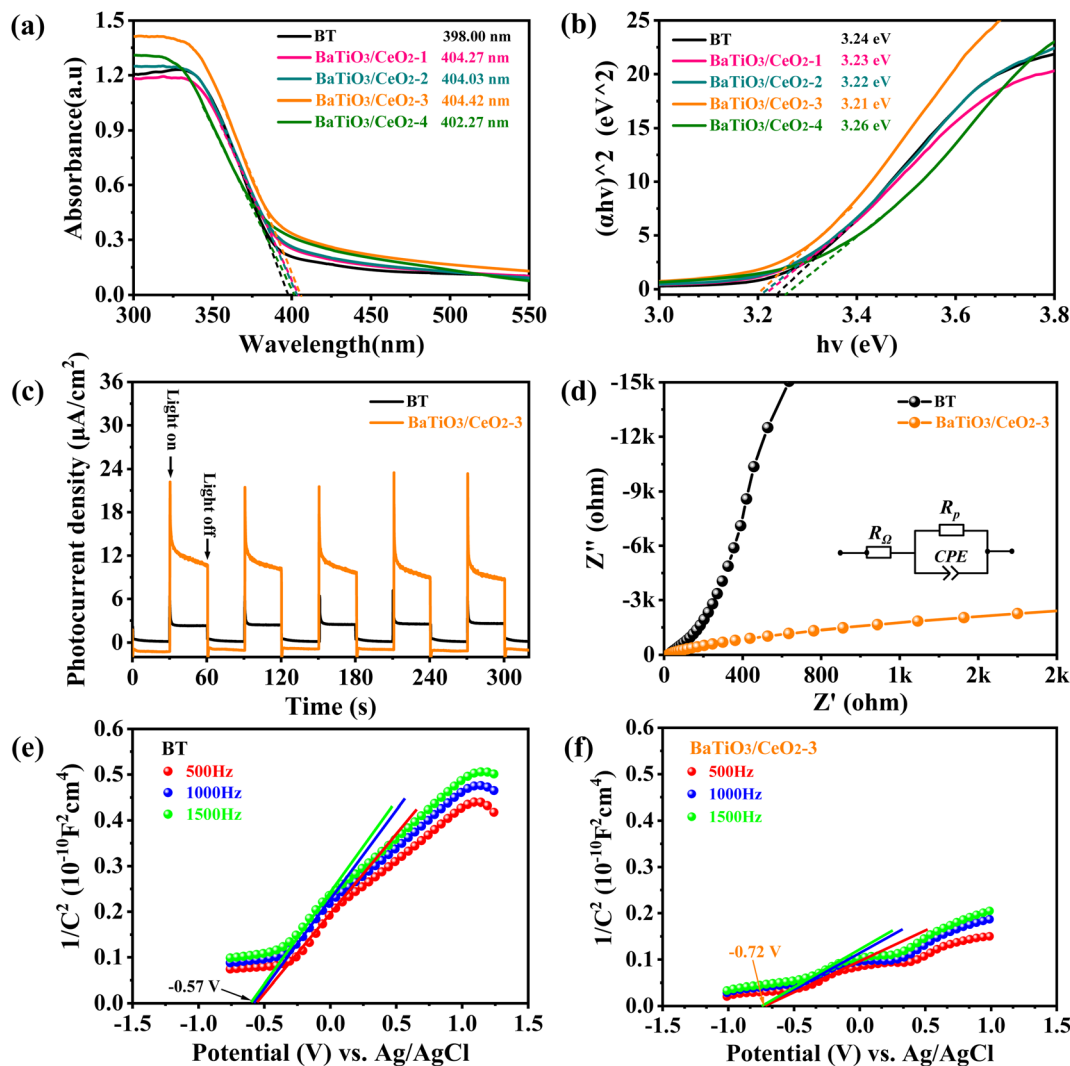 (a)
1.5
1.2
0.9
0.6
0.3
0.0
Absorbance(a.u)
BT 398.00 nm
BaTiO3/CeO2-1 404.27 nm
BaTiO3/CeO2-2 404.03 nm
BaTiO3/CeO2-3 404.42 nm
BaTiO3/CeO2-4 402.27 nm
300 350 400 450 500 550
Wavelength(nm)
(b)
25
20
15
10
5
0
(αhv)^2 (eV^2)
BT 3.24 eV
BaTiO3/CeO2-1 3.23 eV
BaTiO3/CeO2-2 3.22 eV
BaTiO3/CeO2-3 3.21 eV
BaTiO3/CeO2-4 3.26 eV
3.0 3.2 3.4 3.6 3.8
hv (eV)
(c)
36
30
24
18
12
6
0
Photocurrent density (μA/cm²)
BT
BaTiO3/CeO2-3
Light on
Light off
0 60 120 180 240 300
Time (s)
(d)
-15k
-12k
-9k
-6k
-3k
0
Z'' (ohm)
BT
BaTiO3/CeO2-3
RΩ
Rp
CPE
0 400 800 1k 2k 2k
Z' (ohm)
(e)
0.6
0.5
0.4
0.3
0.2
0.1
0.0
1/C² (10⁻¹⁰F²cm⁴)
BT
500Hz
1000Hz
1500Hz
-0.57 V
-1.5 -1.0 -0.5 0.0 0.5 1.0 1.5
Potential (V) vs. Ag/AgCl
(f)
0.6
0.5
0.4
0.3
0.2
0.1
0.0
1/C² (10⁻¹⁰F²cm⁴)
BaTiO3/CeO2-3
500Hz
1000Hz
1500Hz
-0.72 V
-1.5 -1.0 -0.5 0.0 0.5 1.0 1.5
Potential (V) vs. Ag/AgCl